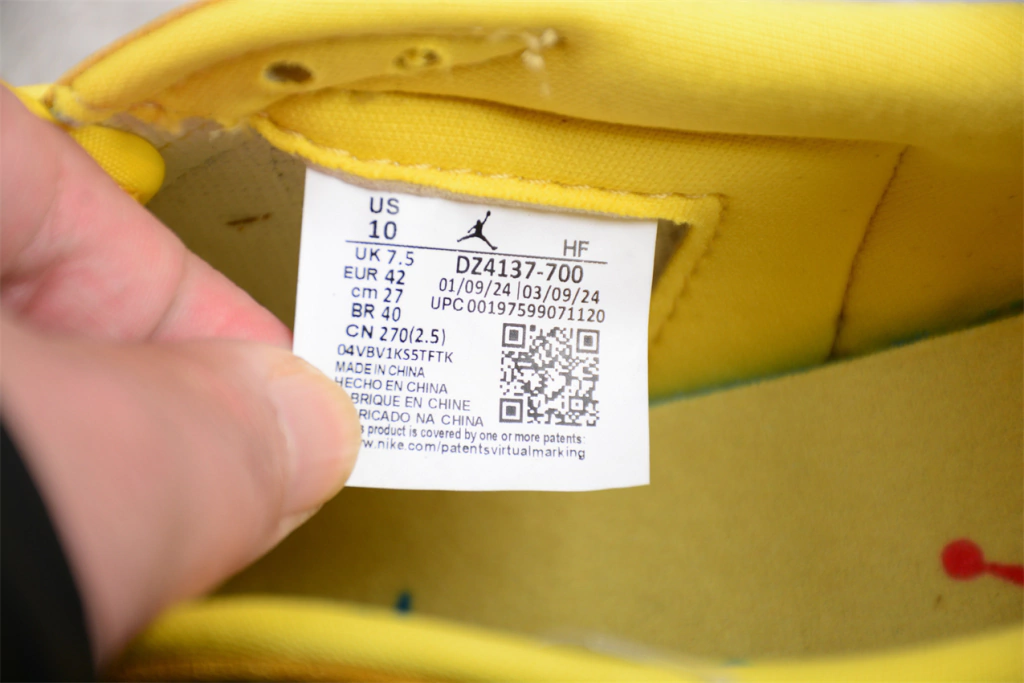 US
10
HF
UK 7.5
EUR 42
cm 27
BR 40
CN 270(2.5)
DZ4137-700
01/09/24 | 03/09/24
UPC 00197599071120
04VBV1KS5TFTK
MADE IN CHINA
HECHO EN CHINA
BRIQUE EN CHINE
RICADO NA CHINA
s product is covered by one or more patents:
w.nike.com/patentsvirtualmarking